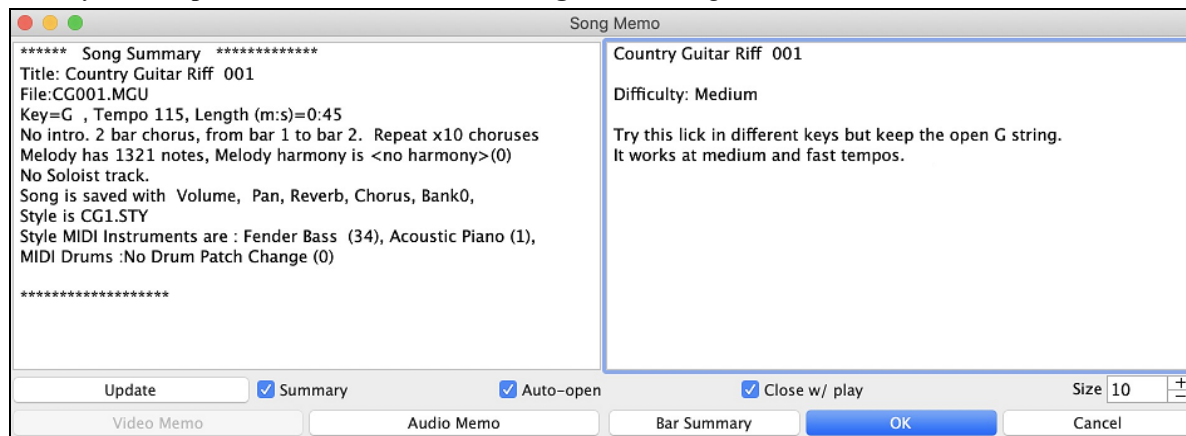 Song Memo
****** Song Summary *************
Title: Country Guitar Riff 001
File:CG001.MGU
Key=G , Tempo 115, Length (m:s)=0:45
No intro. 2 bar chorus, from bar 1 to bar 2. Repeat x10 choruses
Melody has 1321 notes, Melody harmony is <no harmony>(0)
No Soloist track.
Song is saved with Volume, Pan, Reverb, Chorus, Bank0,
Style is CG1.STY
Style MIDI Instruments are : Fender Bass (34), Acoustic Piano (1),
MIDI Drums :No Drum Patch Change (0)
*******************
Country Guitar Riff 001
Difficulty: Medium
Try this lick in different keys but keep the open G string.
It works at medium and fast tempos.
Update Summary Auto-open Close w/ play Size 10 + −
Video Memo Audio Memo Bar Summary OK Cancel